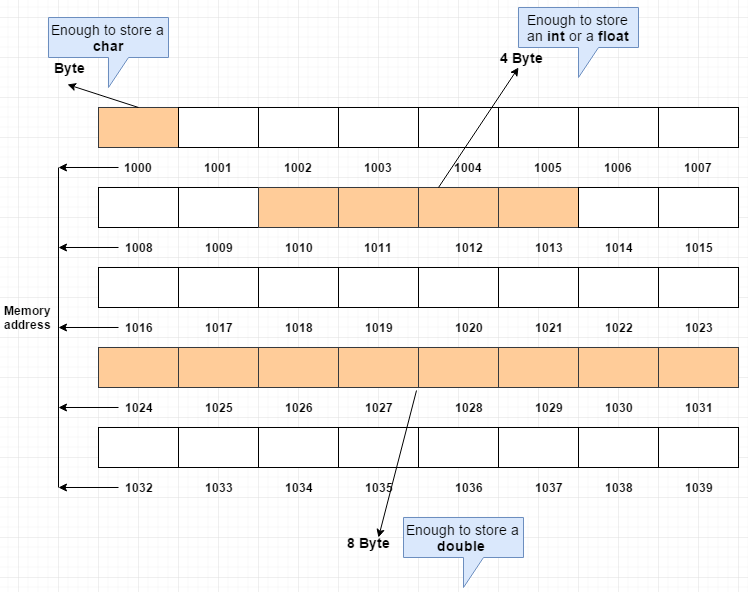 Enough to store a
char
Enough to store
an int or a float
Byte
4 Byte
1000 1001 1002 1003 1004 1005 1006 1007
1008 1009 1010 1011 1012 1013 1014 1015
Memory
address
1016 1017 1018 1019 1020 1021 1022 1023
1024 1025 1026 1027 1028 1029 1030 1031
1032 1033 1034 1035 1036 1037 1038 1039
8 Byte
Enough to store a
double